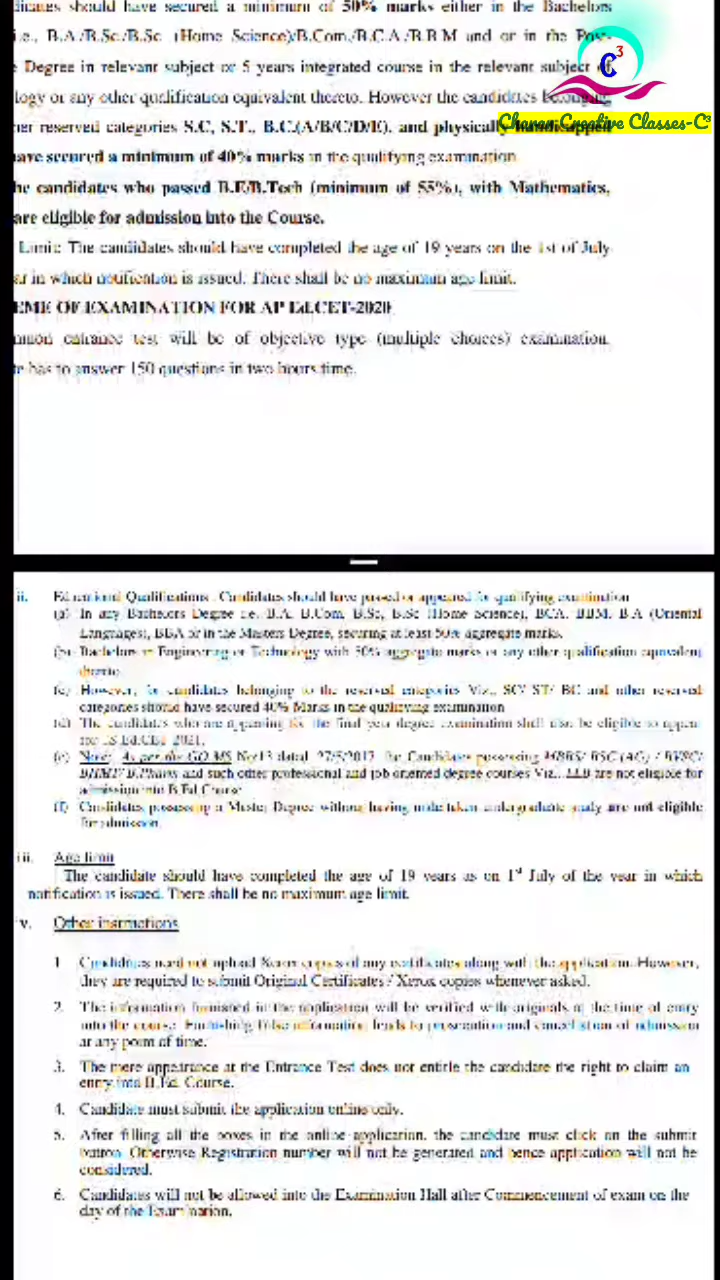 didates should have secured a minimum of 50% marks either in the Bachelors
i.e., B.A./B.Sc./B.Sc. (Home Science)/B.Com./B.C.A./B.B.M and or in the Post-
e Degree in relevant subject or 5 years integrated course in the relevant subject of
logy or any other qualification equivalent thereto. However the candidates belonging
her reserved categories S.C, S.T., B.C.(A/B/C/D/E), and physically handicapped
have secured a minimum of 40% marks in the qualifying examination
he candidates who passed B.E/B.Tech (minimum of 55%), with Mathematics,
are eligible for admission into the Course.
Limit: The candidates should have completed the age of 19 years on the 1st of July
ar in which notification is issued. There shall be no maximum age limit.
EME OF EXAMINATION FOR AP Ed.CET-2020
mmon entrance test will be of objective type (multiple choices) examination.
te has to answer 150 questions in two hours time.
C³
Charan Creative Classes-C³
ii. Educational Qualifications : Candidates should have passed or appeared for qualifying examination
(a) In any Bachelors Degree i.e., B.A, B.Com, B.Sc, B.Sc (Home Science), BCA, BBM, B.A (Oriental
Languages), BBA or in the Masters Degree, securing at least 50% aggregate marks.
(b) Bachelors in Engineering or Technology with 50% aggregate marks or any other qualification equivalent
thereto
(c) However, for candidates belonging to the reserved categories Viz., SC/ ST/ BC and other reserved
categories should have secured 40% Marks in the qualifying examination
(d) The candidates who are appearing for the final year degree examination shall also be eligible to appear
for TS Ed.CET 2021.
(e) Note: As per the GO MS No:13 dated 27/5/2017, the Candidates possessing MBBS/ BSC (AG) / BVSC/
BHMT/ B.Pharm and such other professional and job oriented degree courses Viz., LLB are not eligible for
admission into B.Ed Course
(f) Candidates possessing a Master Degree without having undertaken undergraduate study are not eligible
for admission.
iii. Age limit
The candidate should have completed the age of 19 years as on 1st July of the year in which
notification is issued. There shall be no maximum age limit.
v. Other instructions
1. Candidates need not upload Xerox copies of any certificates along with the application. However,
they are required to submit Original Certificates / Xerox copies whenever asked.
2. The information furnished in the application will be verified with originals at the time of entry
into the course. Furnishing false information leads to prosecution and cancellation of admission
at any point of time.
3. The mere appearance at the Entrance Test does not entitle the candidate the right to claim an
entry into B.Ed. Course.
4. Candidate must submit the application online only.
5. After filling all the boxes in the online application, the candidate must click on the submit
button. Otherwise Registration number will not be generated and hence application will not be
considered.
6. Candidates will not be allowed into the Examination Hall after Commencement of exam on the
day of the Examination.